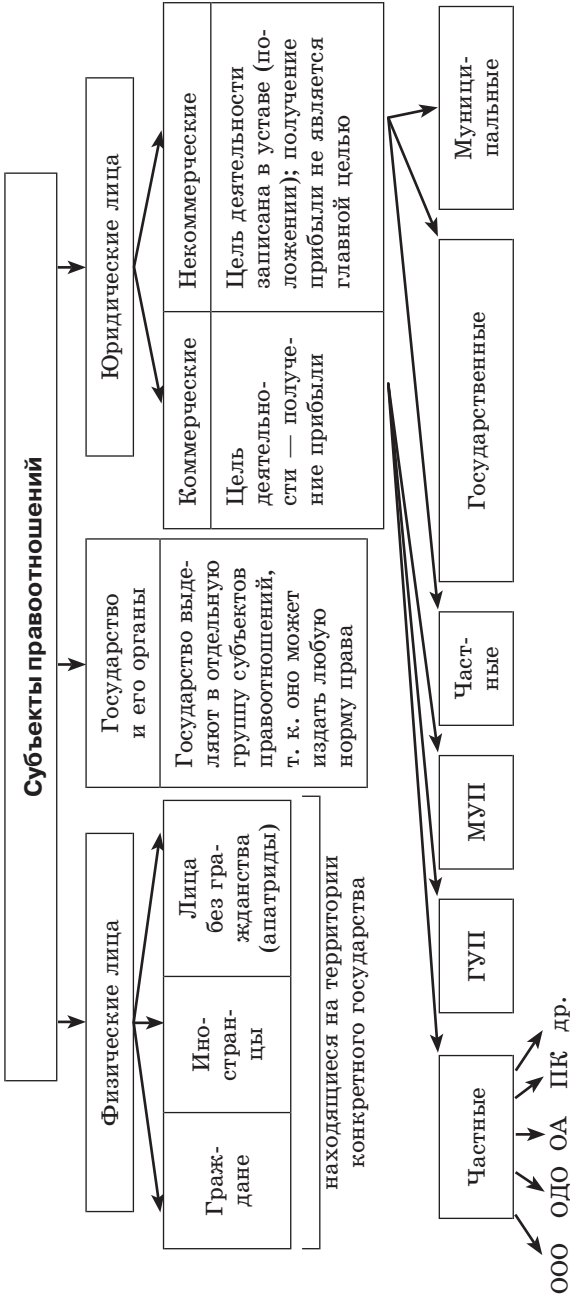 Субъекты правоотношений
Физические лица
Граж-
дане
Ино-
стран-
цы
Лица
без гра-
жданства
(апатриды)
находящиеся на территории
конкретного государства
Государство
и его органы
Государство выде-
ляют в отдельную
группу субъектов
правоотношений,
т. к. оно может
издать любую
норму права
Юридические лица
Коммерческие
Цель
деятельно-
сти — получе-
ние прибыли
Некоммерческие
Цель деятельности
записана в уставе (по-
ложении); получение
прибыли не является
главной целью
Частные
ГУП
МУП
Част-
ные
Государственные
Муници-
пальные
ООО
ОДО
ОА
ПК
др.